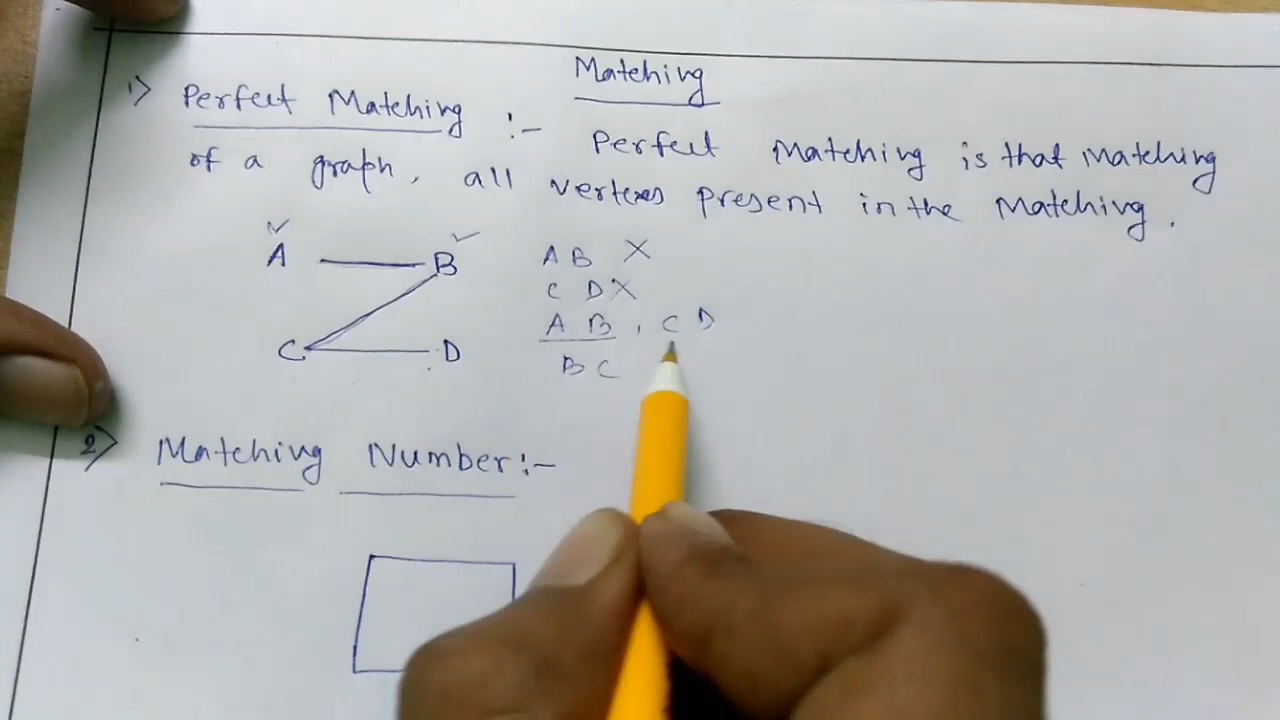 Matching
1) Perfect Matching :- Perfect Matching is that Matching
of a graph, all vertexes present in the Matching.
A B
C D
A B X
C D X
A B , C D
B C
2) Matching Number :-